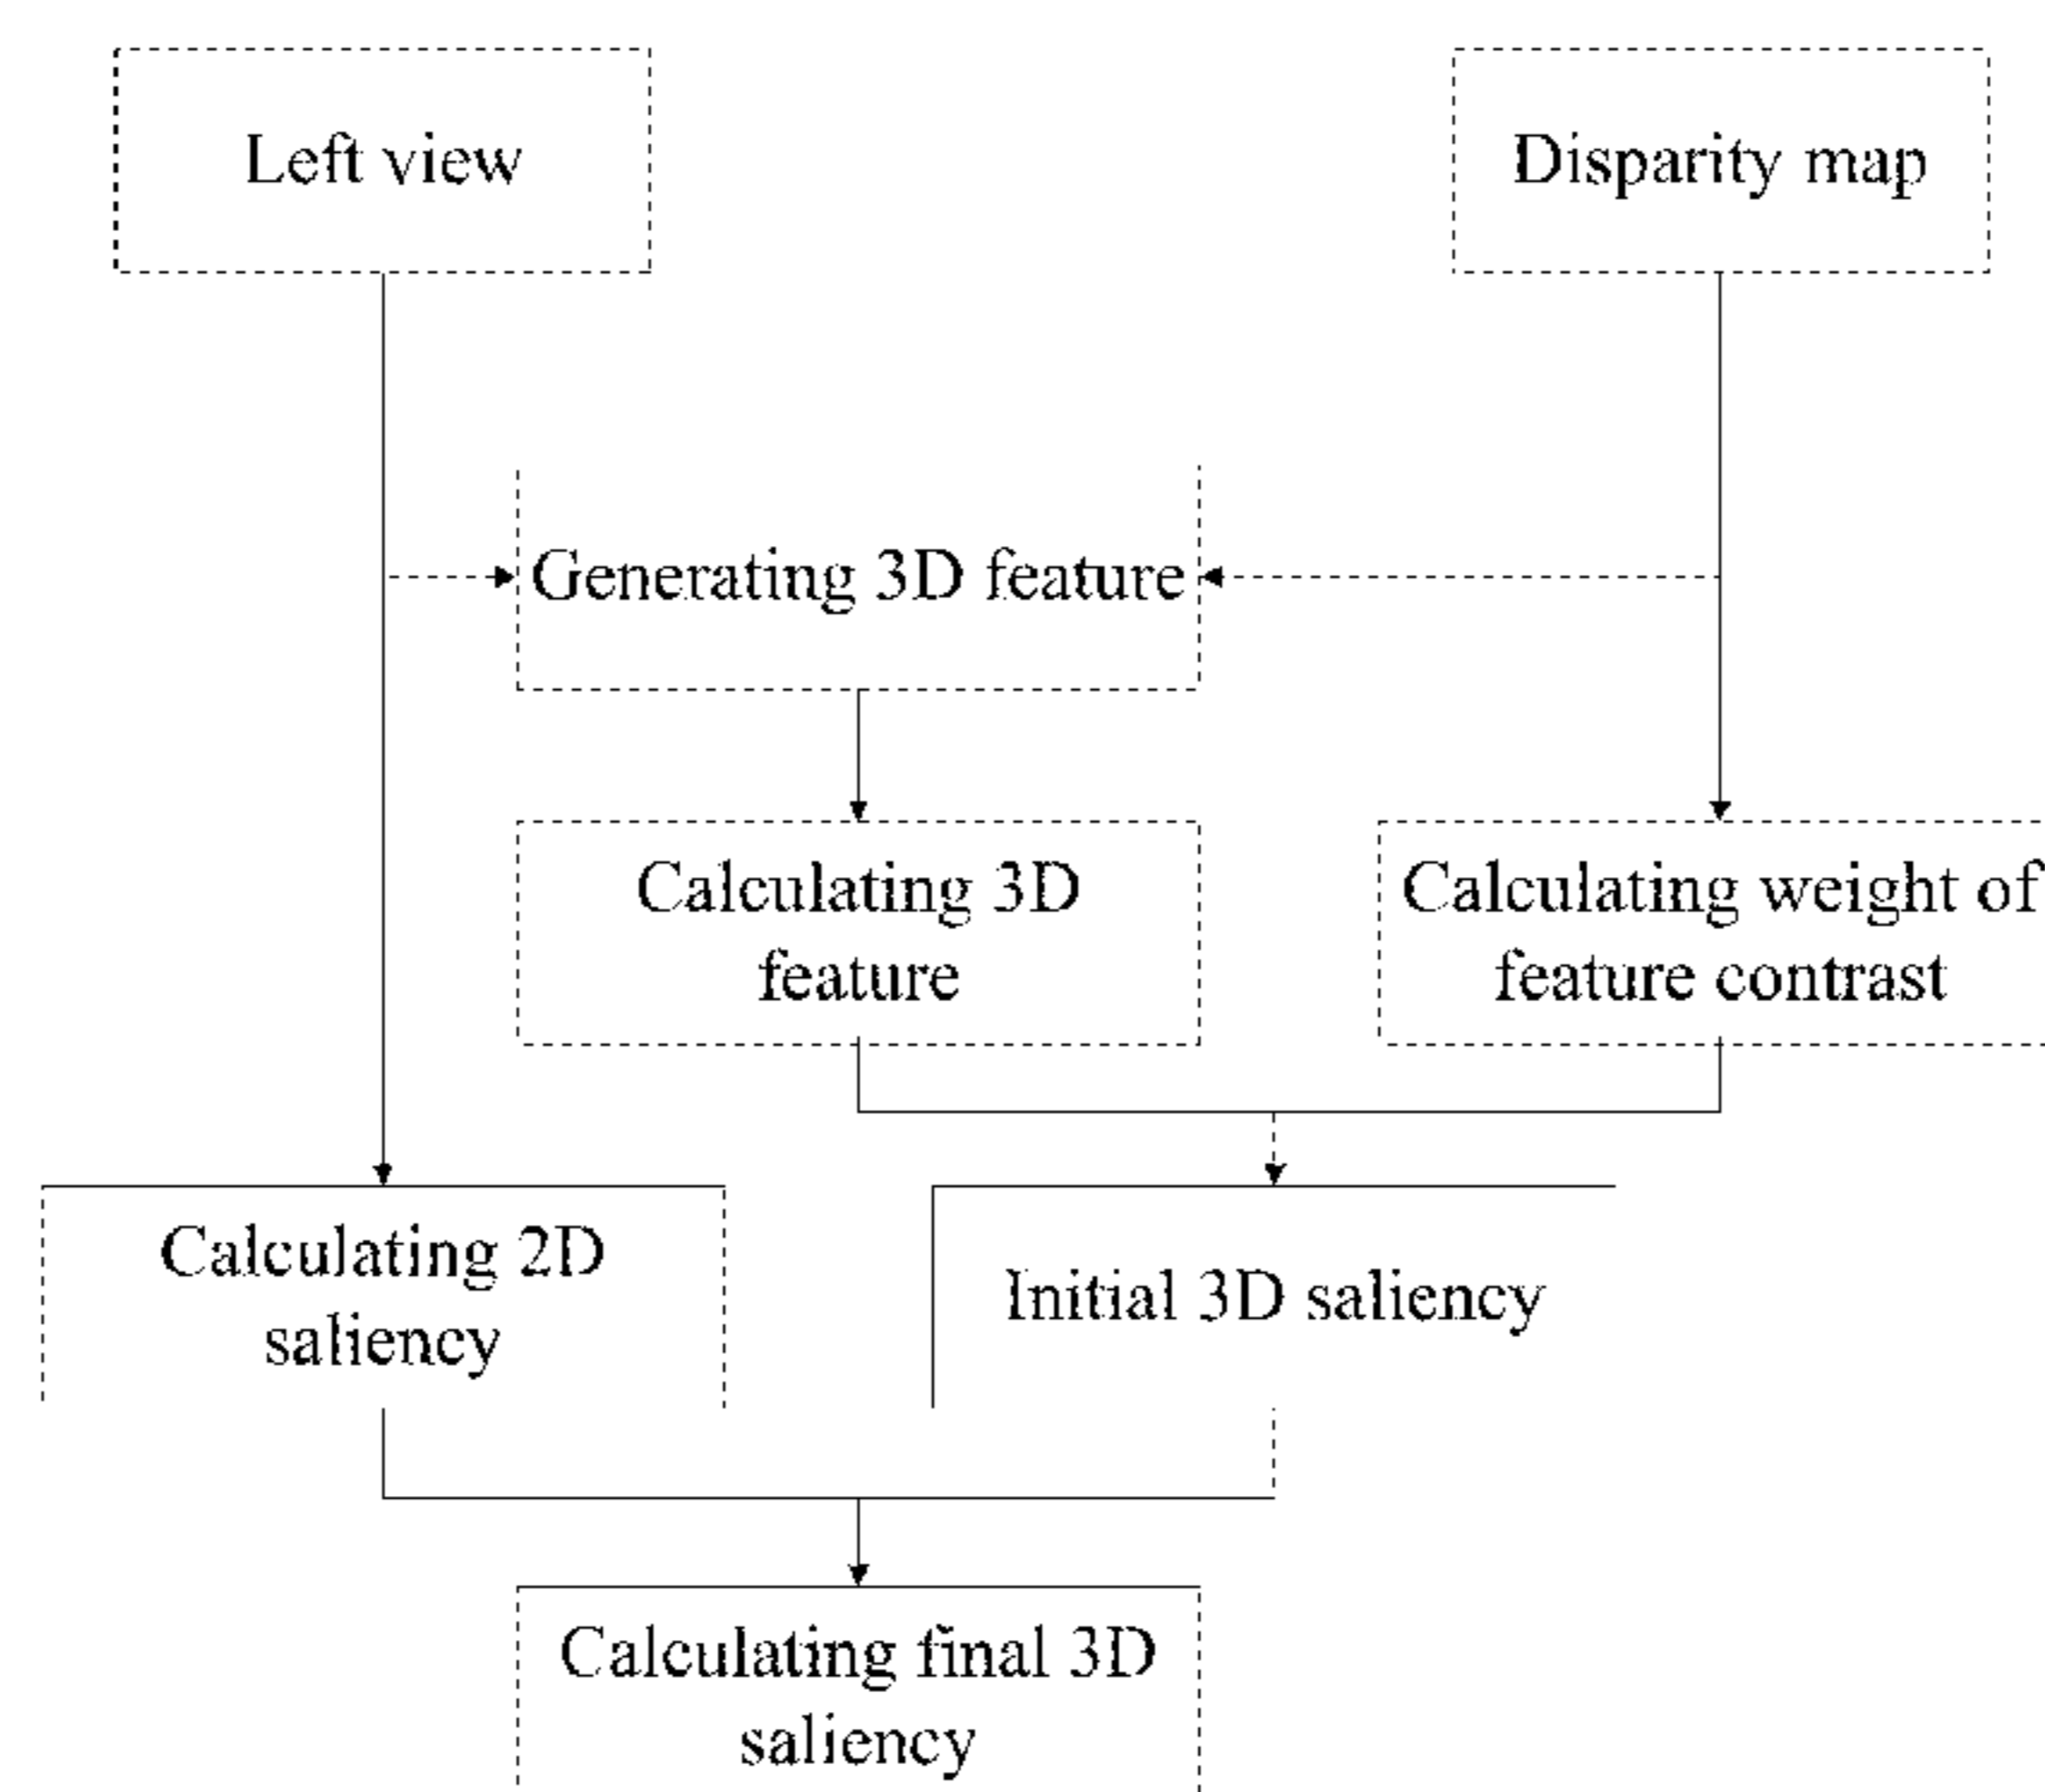 Left view
Disparity map
Generating 3D feature
Calculating 3D
feature
Calculating weight of
feature contrast
Calculating 2D
saliency
Initial 3D saliency
Calculating final 3D
saliency